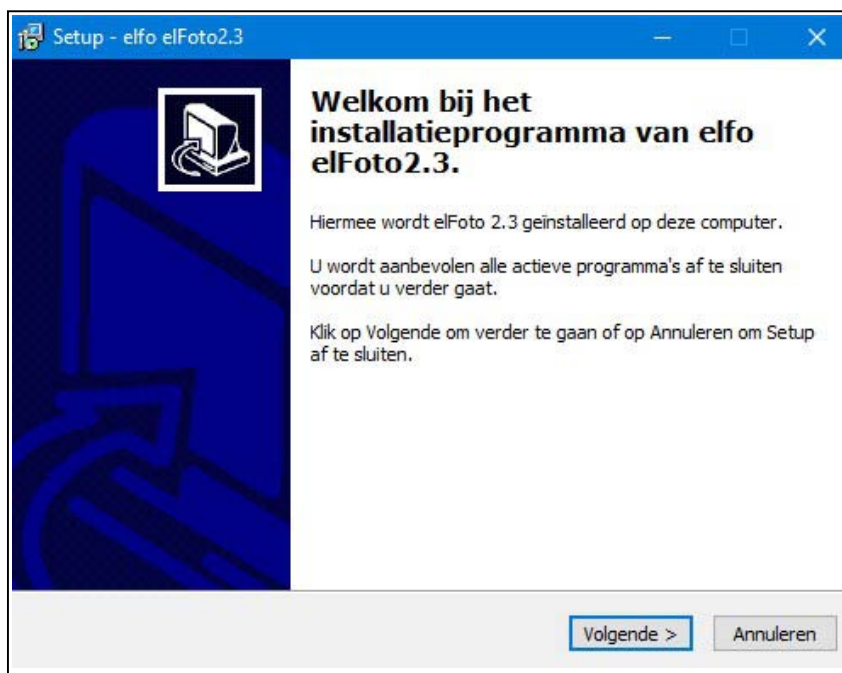 Setup - elfo elFoto2.3
Welkom bij het
installatieprogramma van elfo
elFoto2.3.
Hiermee wordt elFoto 2.3 geïnstalleerd op deze computer.
U wordt aanbevolen alle actieve programma's af te sluiten
voordat u verder gaat.
Klik op Volgende om verder te gaan of op Annuleren om Setup
af te sluiten.
Volgende > Annuleren